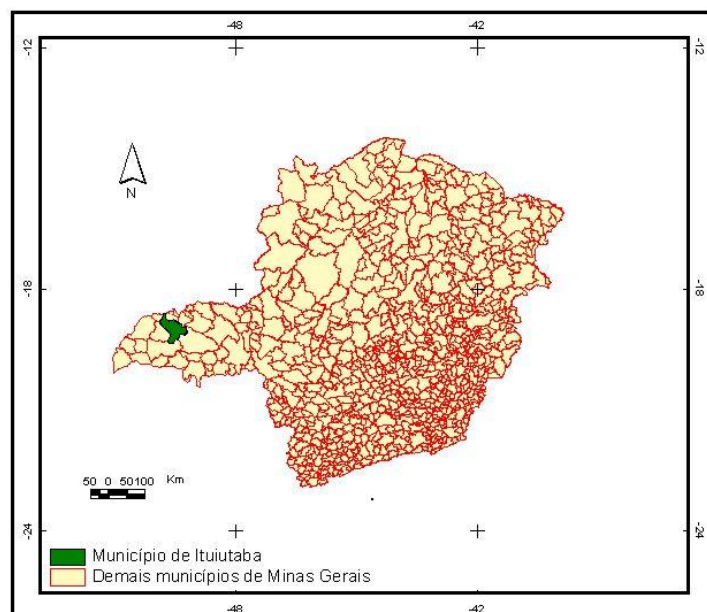 -48 -42
-12 -12
N
-18 -18
50 0 50100 Km
-24 -24
Município de Ituiutaba
Demais municípios de Minas Gerais
-48 -42